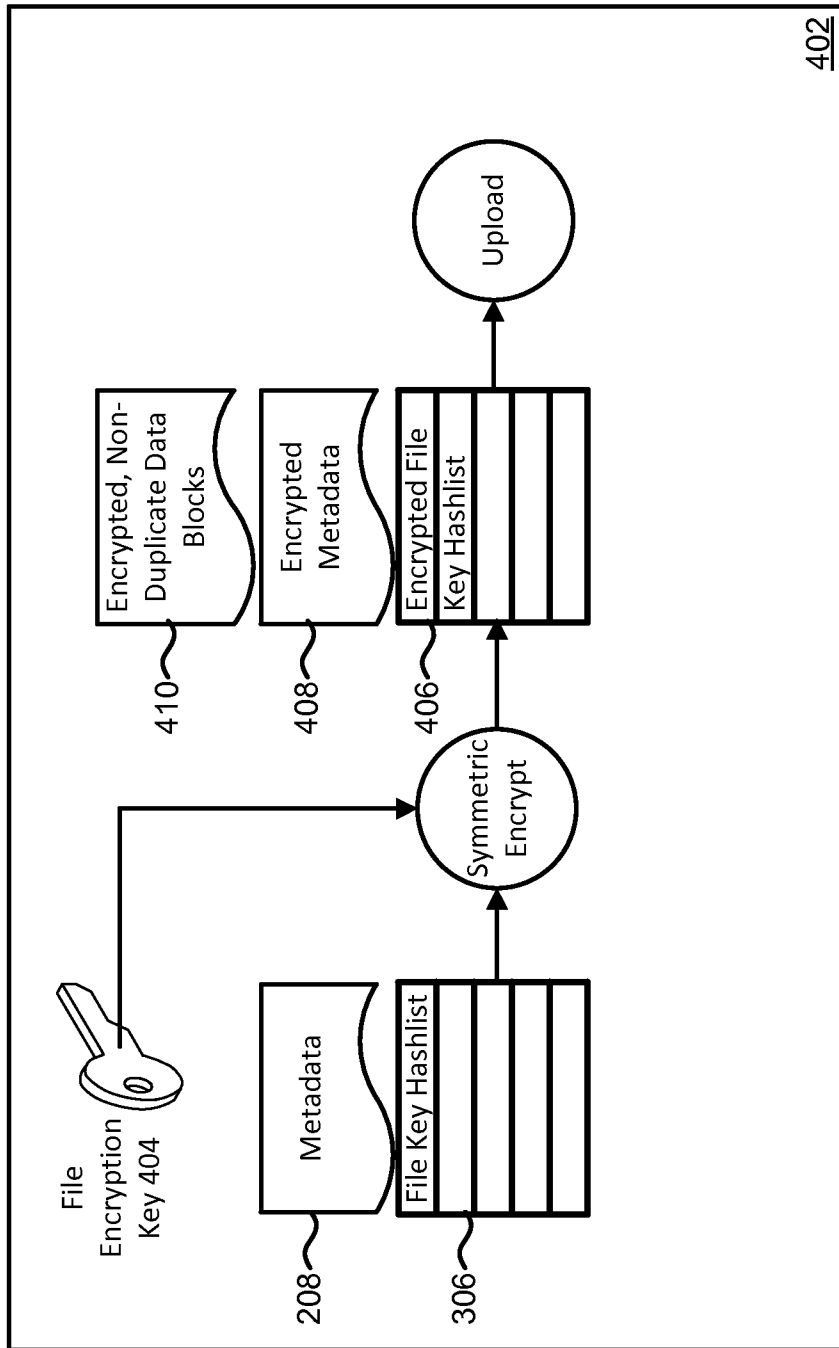 File
Encryption
Key 404
208
Metadata
306
File Key Hashlist
Symmetric
Encrypt
410
Encrypted, Non-
Duplicate Data
Blocks
408
Encrypted
Metadata
406
Encrypted File
Key Hashlist
Upload
402